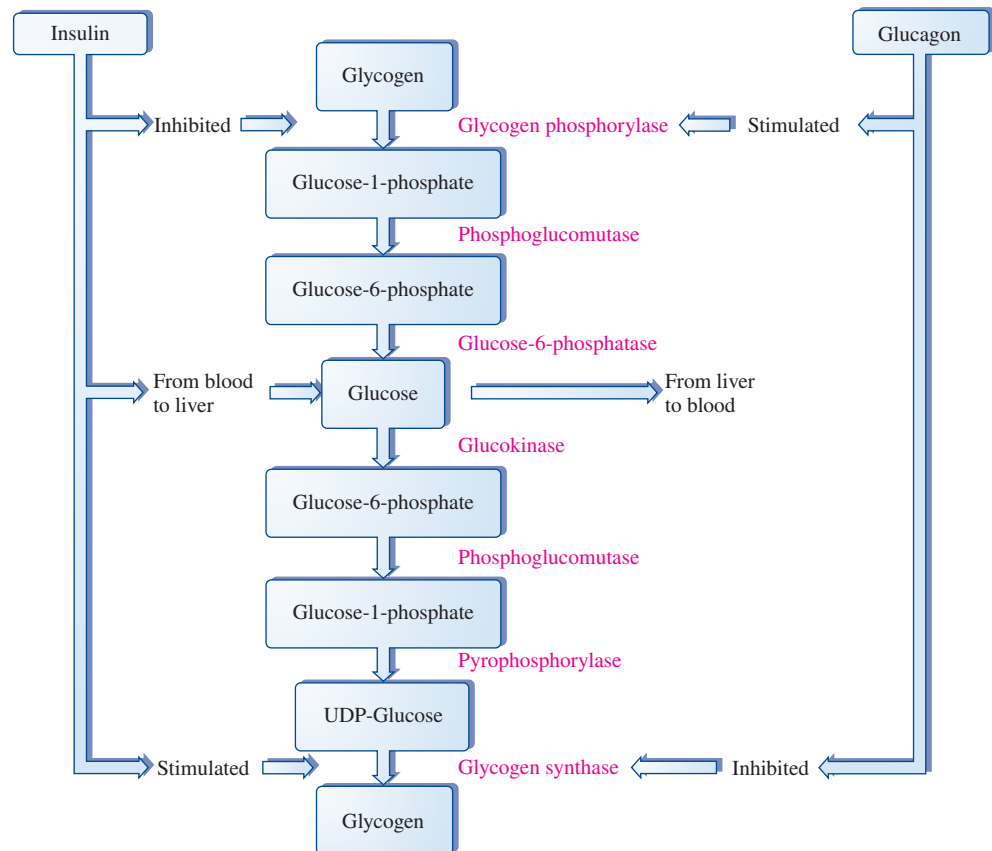 Insulin
Glucagon
Glycogen
Inhibited
Glycogen phosphorylase
Stimulated
Glucose-1-phosphate
Phosphoglucomutase
Glucose-6-phosphate
Glucose-6-phosphatase
From blood
to liver
Glucose
From liver
to blood
Glucokinase
Glucose-6-phosphate
Phosphoglucomutase
Glucose-1-phosphate
Pyrophosphorylase
UDP-Glucose
Stimulated
Glycogen synthase
Inhibited
Glycogen